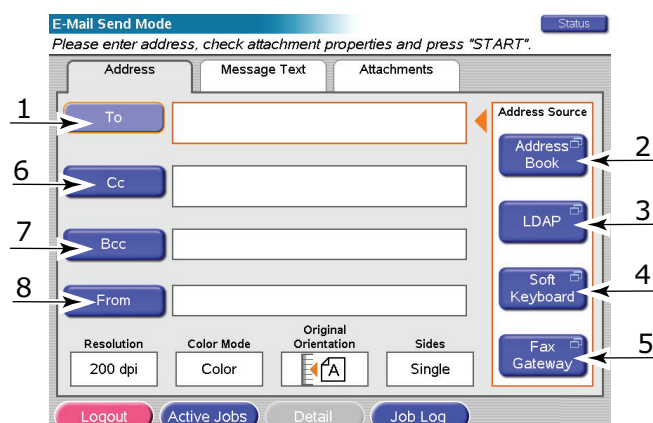 E-Mail Send Mode
Status
Please enter address, check attachment properties and press "START".
Address
Message Text
Attachments
1
To
Address Source
Address
Book
2
6
Cc
LDAP
3
7
Bcc
8
From
Soft
Keyboard
4
Resolution
Color Mode
Original
Orientation
Sides
200 dpi
Color
A
Single
Fax
Gateway
5
Logout
Active Jobs
Detail
Job Log